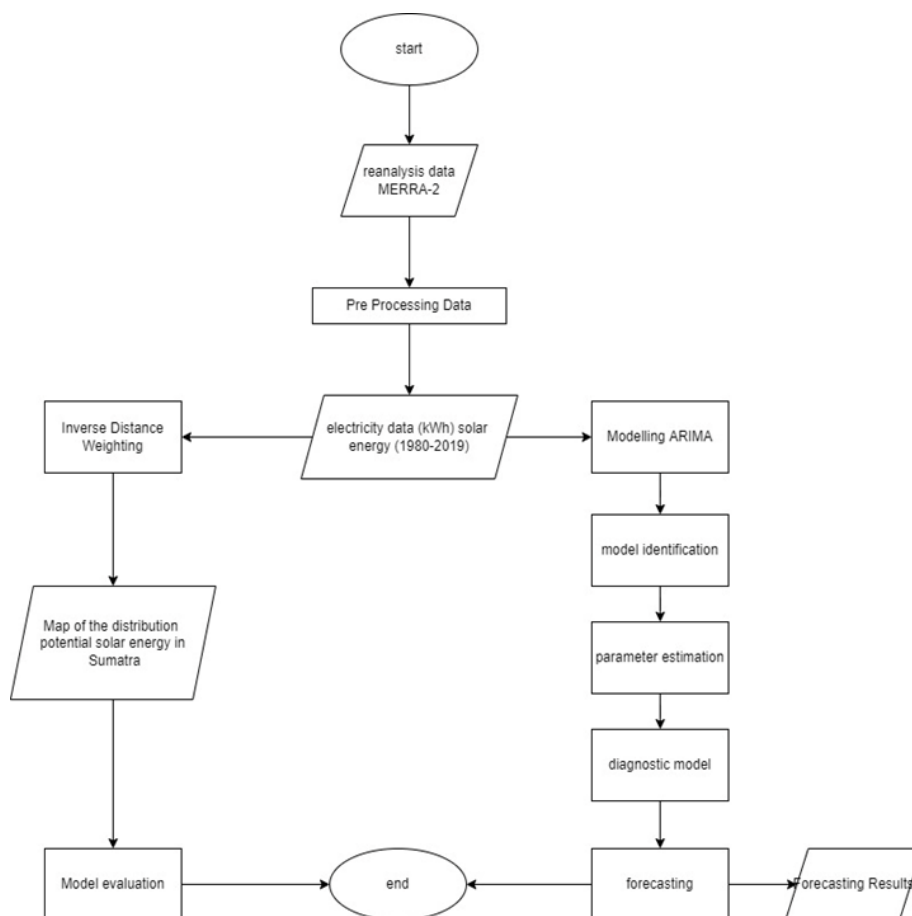 start
reanalysis data
MERRA-2
Pre Processing Data
Inverse Distance
Weighting
electricity data (kWh) solar
energy (1980-2019)
Modelling ARIMA
model identification
Map of the distribution
potential solar energy in
Sumatra
parameter estimation
diagnostic model
Model evaluation
end
forecasting
Forecasting Results